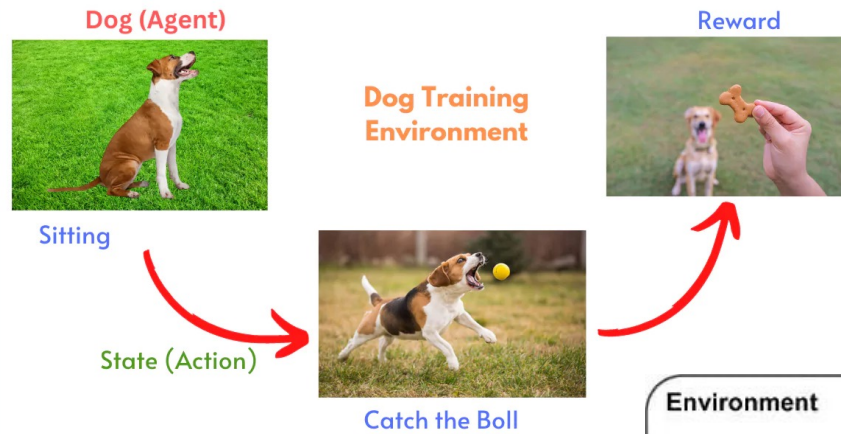 Dog (Agent)
Reward
Dog Training
Environment
Sitting
State (Action)
Catch the Boll
Environment